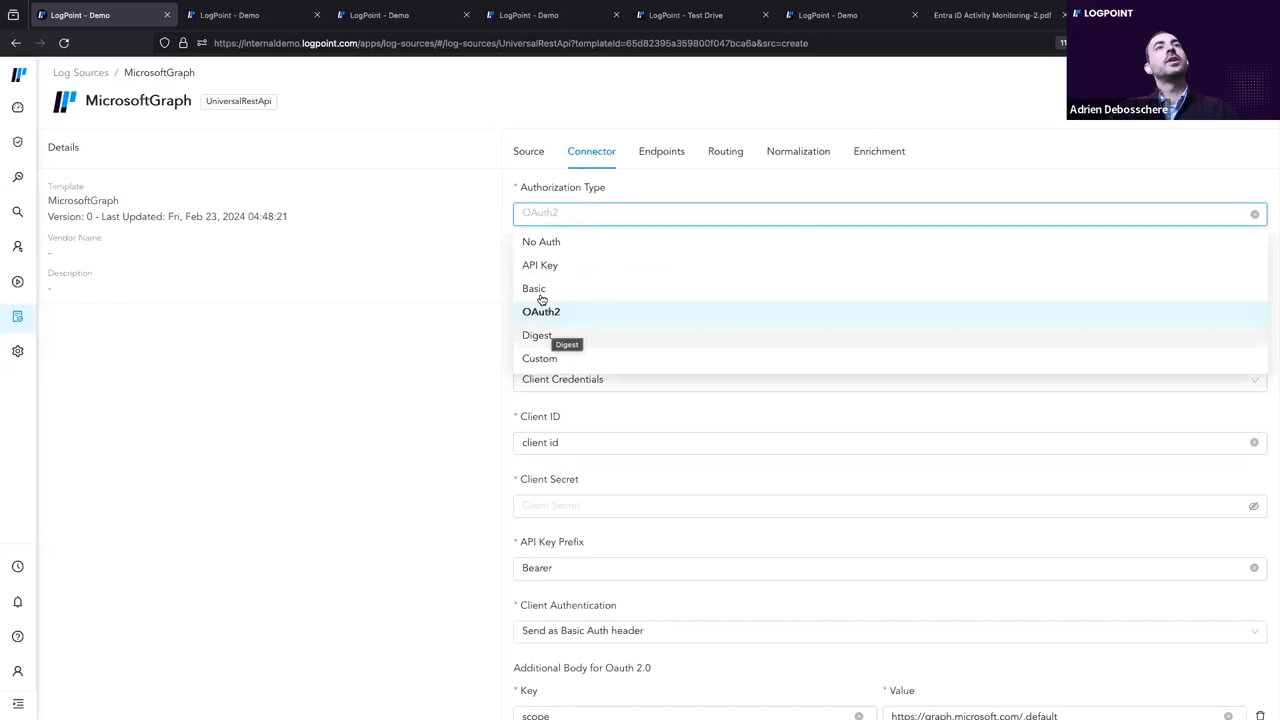 LogPoint – Demo
LogPoint – Demo
LogPoint – Demo
LogPoint – Demo
LogPoint – Test Drive
LogPoint – Demo
Entra ID Activity Monitoring-2.pdf
LOGPOINT
https://internaldemo.logpoint.com/apps/log-sources/#/log-sources/UniversalRestApi?templateId=65d82395a359800f047bca6a&src=create
Adrien Debosschere
Log Sources / MicrosoftGraph
MicrosoftGraph UniversalRestApi
Details
Template
MicrosoftGraph
Version: 0 - Last Updated: Fri, Feb 23, 2024 04:48:21
Vendor Name
-
Description
-
Source Connector Endpoints Routing Normalization Enrichment
* Authorization Type
OAuth2
No Auth
API Key
Basic
OAuth2
Digest
Digest
Custom
Client Credentials
* Client ID
client id
* Client Secret
Client Secret
* API Key Prefix
Bearer
* Client Authentication
Send as Basic Auth header
Additional Body for Oauth 2.0
* Key * Value
scope https://graph.microsoft.com/.default